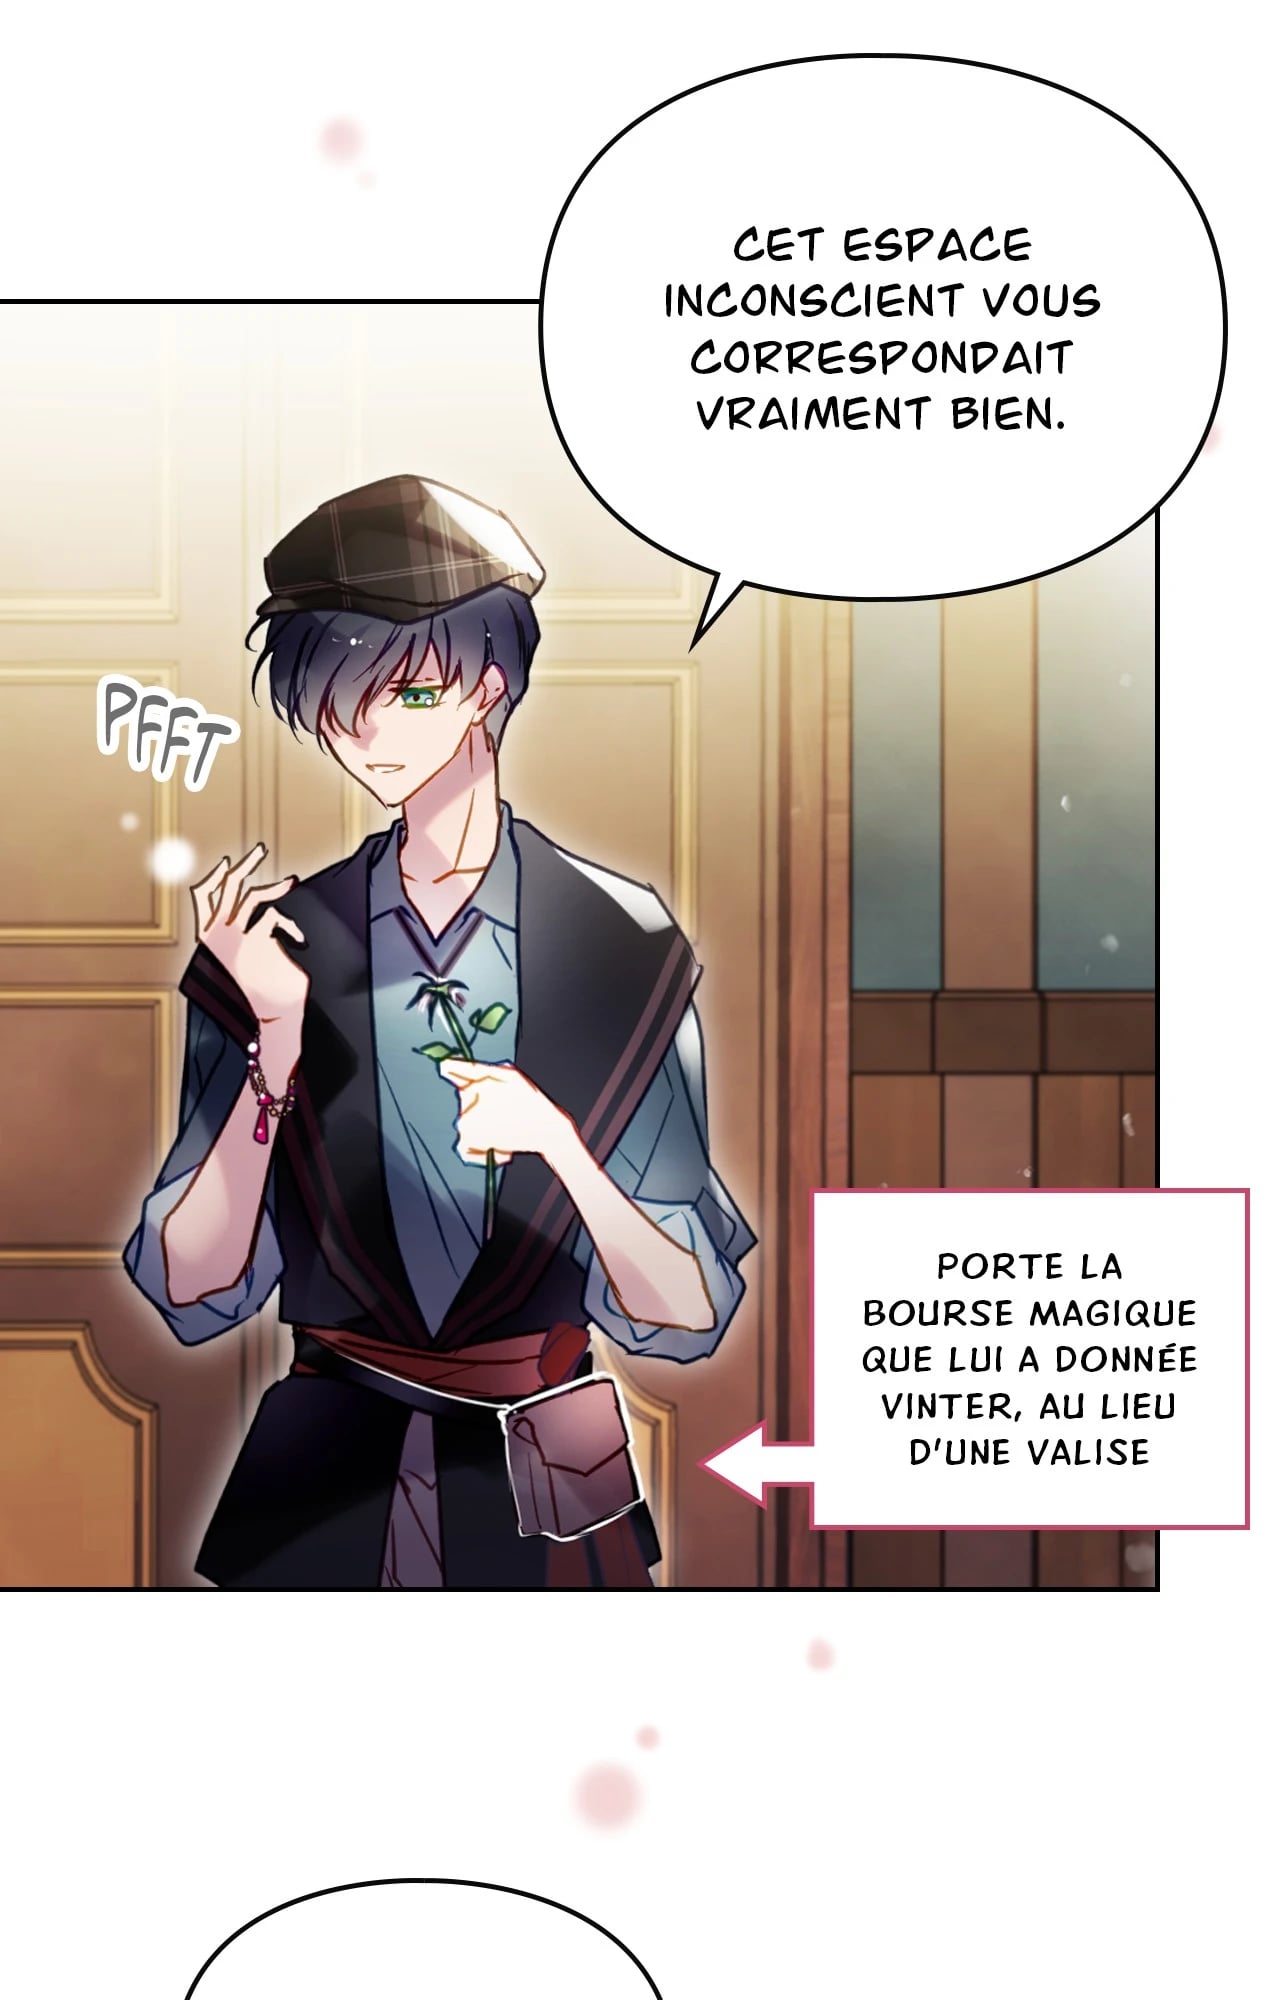 CET ESPACE
INCONSCIENT VOUS
CORRESPONDAIT
VRAIMENT BIEN.
PFFT
PORTE LA
BOURSE MAGIQUE
QUE LUI A DONNÉE
VINTER, AU LIEU
D'UNE VALISE